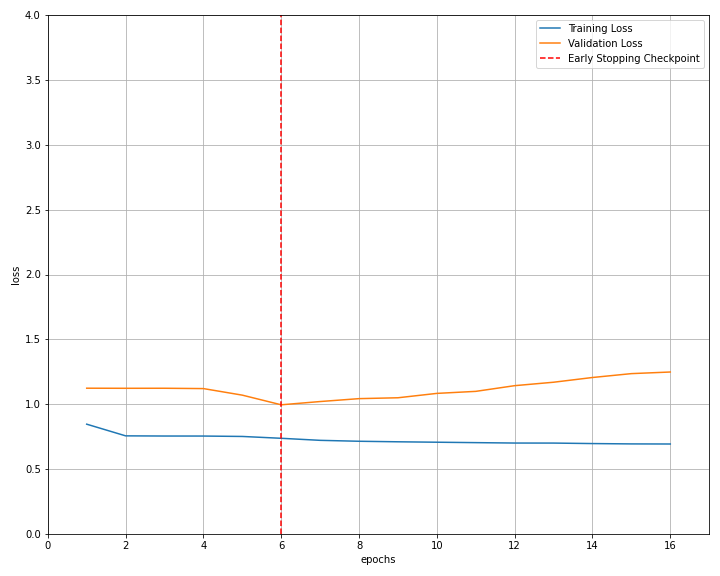 4.0
3.5
3.0
2.5
2.0
1.5
1.0
0.5
0.0
loss
Training Loss
Validation Loss
Early Stopping Checkpoint
0 2 4 6 8 10 12 14 16
epochs